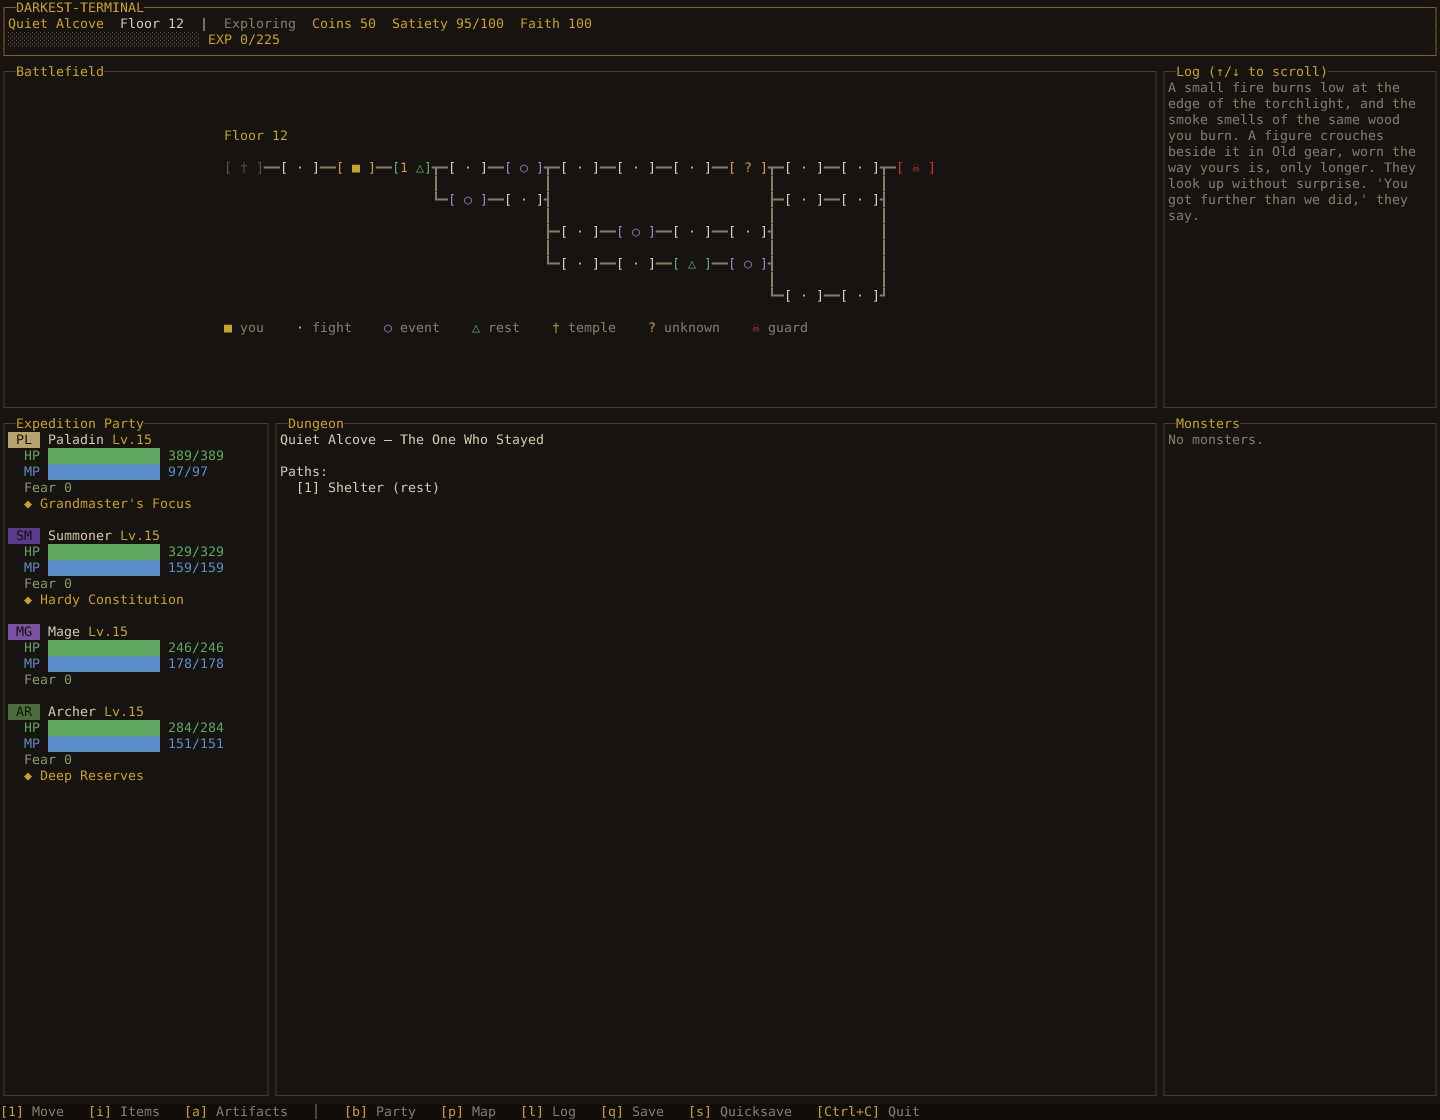 DARKEST-TERMINAL
Quiet Alcove  Floor 12  |  Exploring  Coins 50  Satiety 95/100  Faith 100
EXP 0/225
Battlefield
Floor 12
[ † ]──[ · ]──[ ■ ]──[1 △]┬─[ · ]──[ ○ ]┬─[ · ]──[ · ]──[ · ]──[ ? ]┬─[ · ]──[ · ]┬─[ ☠ ]
└─[ ○ ]──[ · ]┤ ├─[ · ]──[ · ]┤
├─[ · ]──[ ○ ]──[ · ]──[ · ]┤
└─[ · ]──[ · ]──[ △ ]──[ ○ ]┤
└─[ · ]──[ · ]┘
■ you    · fight    ○ event    △ rest    † temple    ? unknown    ☠ guard
Log (↑/↓ to scroll)
A small fire burns low at the
edge of the torchlight, and the
smoke smells of the same wood
you burn. A figure crouches
beside it in Old gear, worn the
way yours is, only longer. They
look up without surprise. 'You
got further than we did,' they
say.
Expedition Party
PL  Paladin Lv.15
HP 389/389
MP 97/97
Fear 0
◆ Grandmaster's Focus
SM  Summoner Lv.15
HP 329/329
MP 159/159
Fear 0
◆ Hardy Constitution
MG  Mage Lv.15
HP 246/246
MP 178/178
Fear 0
AR  Archer Lv.15
HP 284/284
MP 151/151
Fear 0
◆ Deep Reserves
Dungeon
Quiet Alcove — The One Who Stayed
Paths:
[1] Shelter (rest)
Monsters
No monsters.
[1] Move   [i] Items   [a] Artifacts   │   [b] Party   [p] Map   [l] Log   [q] Save   [s] Quicksave   [Ctrl+C] Quit